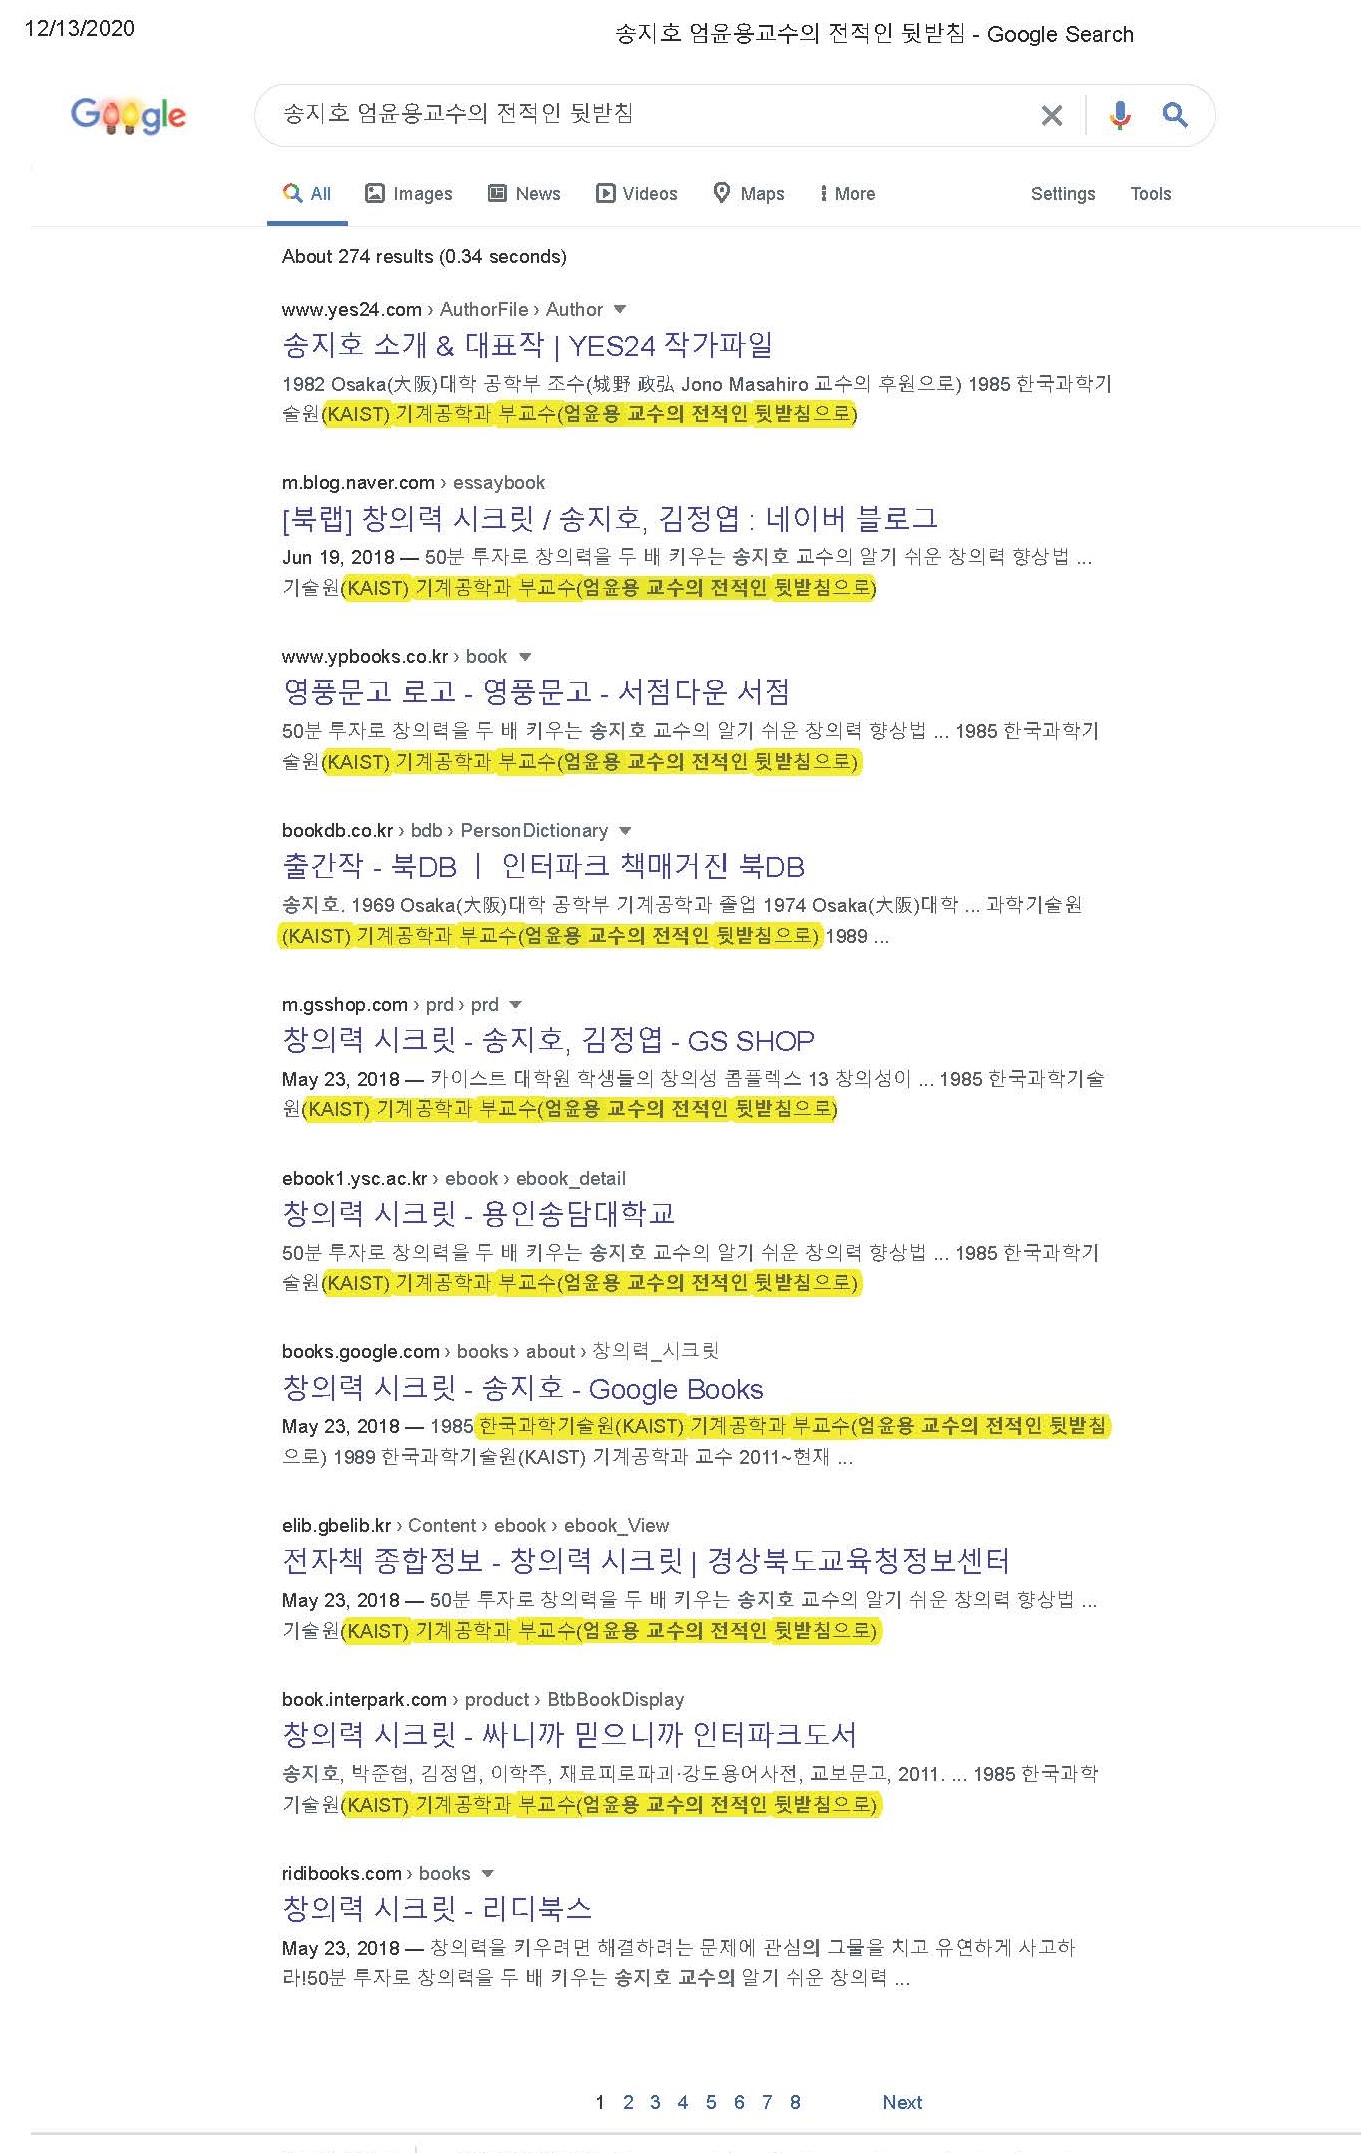 12/13/2020
송지호 엄윤용교수의 전적인 뒷받침 - Google Search
Google
송지호 엄윤용교수의 전적인 뒷받침
All Images News Videos Maps More Settings Tools
About 274 results (0.34 seconds)
www.yes24.com › AuthorFile › Author
송지호 소개 & 대표작 | YES24 작가파일
1982 Osaka(大阪)대학 공학부 조수(城野 政弘 Jono Masahiro 교수의 후원으로) 1985 한국과학기
술원(KAIST) 기계공학과 부교수(엄윤용 교수의 전적인 뒷받침으로)
m.blog.naver.com › essaybook
[북랩] 창의력 시크릿 / 송지호, 김정엽 : 네이버 블로그
Jun 19, 2018 — 50분 투자로 창의력을 두 배 키우는 송지호 교수의 알기 쉬운 창의력 향상법 ...
기술원(KAIST) 기계공학과 부교수(엄윤용 교수의 전적인 뒷받침으로)
www.ypbooks.co.kr › book
영풍문고 로고 - 영풍문고 - 서점다운 서점
50분 투자로 창의력을 두 배 키우는 송지호 교수의 알기 쉬운 창의력 향상법 ... 1985 한국과학기
술원(KAIST) 기계공학과 부교수(엄윤용 교수의 전적인 뒷받침으로)
bookdb.co.kr › bdb › PersonDictionary
출간작 - 북DB ㅣ 인터파크 책매거진 북DB
송지호. 1969 Osaka(大阪)대학 공학부 기계공학과 졸업 1974 Osaka(大阪)대학 ... 과학기술원
(KAIST) 기계공학과 부교수(엄윤용 교수의 전적인 뒷받침으로) 1989 ...
m.gsshop.com › prd › prd
창의력 시크릿 - 송지호, 김정엽 - GS SHOP
May 23, 2018 — 카이스트 대학원 학생들의 창의성 콤플렉스 13 창의성이 ... 1985 한국과학기술
원(KAIST) 기계공학과 부교수(엄윤용 교수의 전적인 뒷받침으로)
ebook1.ysc.ac.kr › ebook › ebook_detail
창의력 시크릿 - 용인송담대학교
50분 투자로 창의력을 두 배 키우는 송지호 교수의 알기 쉬운 창의력 향상법 ... 1985 한국과학기
술원(KAIST) 기계공학과 부교수(엄윤용 교수의 전적인 뒷받침으로)
books.google.com › books › about › 창의력_시크릿
창의력 시크릿 - 송지호 - Google Books
May 23, 2018 — 1985 한국과학기술원(KAIST) 기계공학과 부교수(엄윤용 교수의 전적인 뒷받침
으로) 1989 한국과학기술원(KAIST) 기계공학과 교수 2011~현재 ...
elib.gbelib.kr › Content › ebook › ebook_View
전자책 종합정보 - 창의력 시크릿 | 경상북도교육청정보센터
May 23, 2018 — 50분 투자로 창의력을 두 배 키우는 송지호 교수의 알기 쉬운 창의력 향상법 ...
기술원(KAIST) 기계공학과 부교수(엄윤용 교수의 전적인 뒷받침으로)
book.interpark.com › product › BtbBookDisplay
창의력 시크릿 - 싸니까 믿으니까 인터파크도서
송지호, 박준협, 김정엽, 이학주, 재료피로파괴·강도용어사전, 교보문고, 2011. ... 1985 한국과학
기술원(KAIST) 기계공학과 부교수(엄윤용 교수의 전적인 뒷받침으로)
ridibooks.com › books
창의력 시크릿 - 리디북스
May 23, 2018 — 창의력을 키우려면 해결하려는 문제에 관심의 그물을 치고 유연하게 사고하
라!50분 투자로 창의력을 두 배 키우는 송지호 교수의 알기 쉬운 창의력 ...
1 2 3 4 5 6 7 8 Next